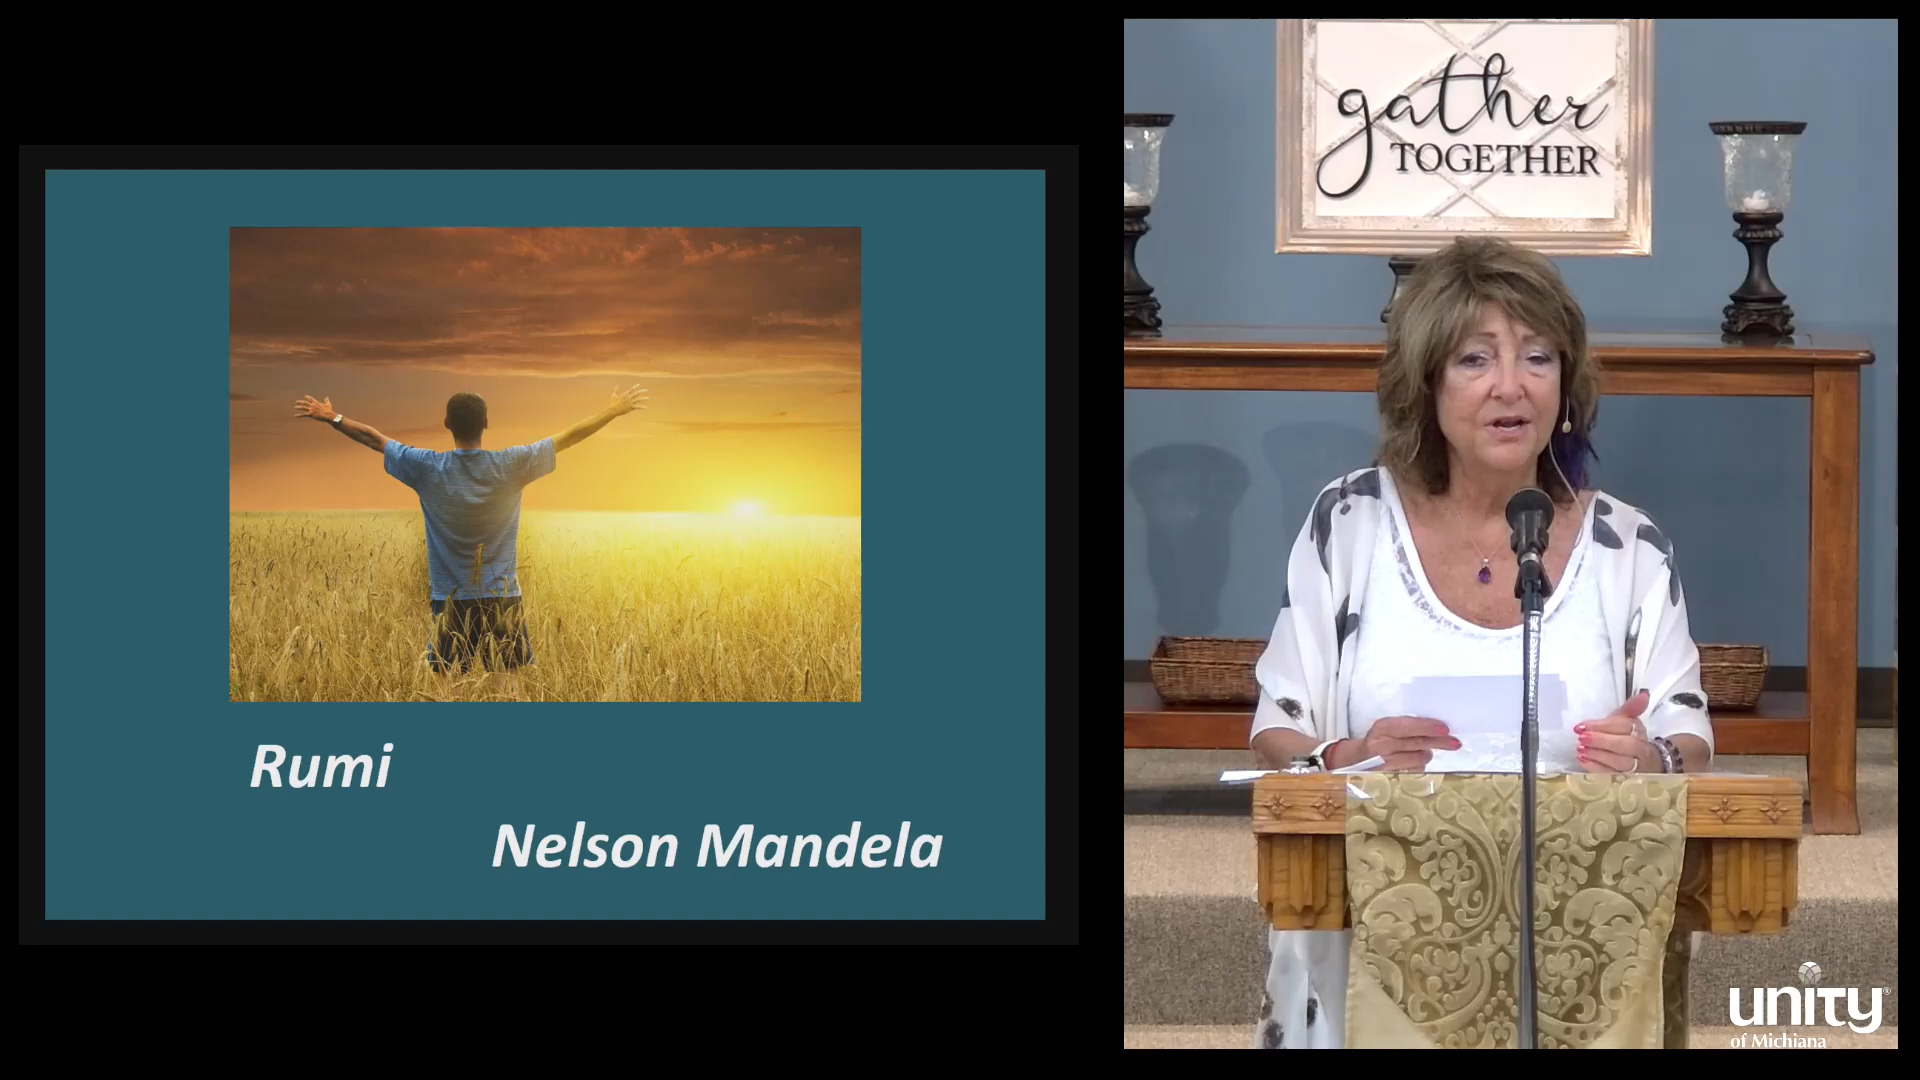 Rumi
Nelson Mandela
gather
TOGETHER
unity®
of Michiana